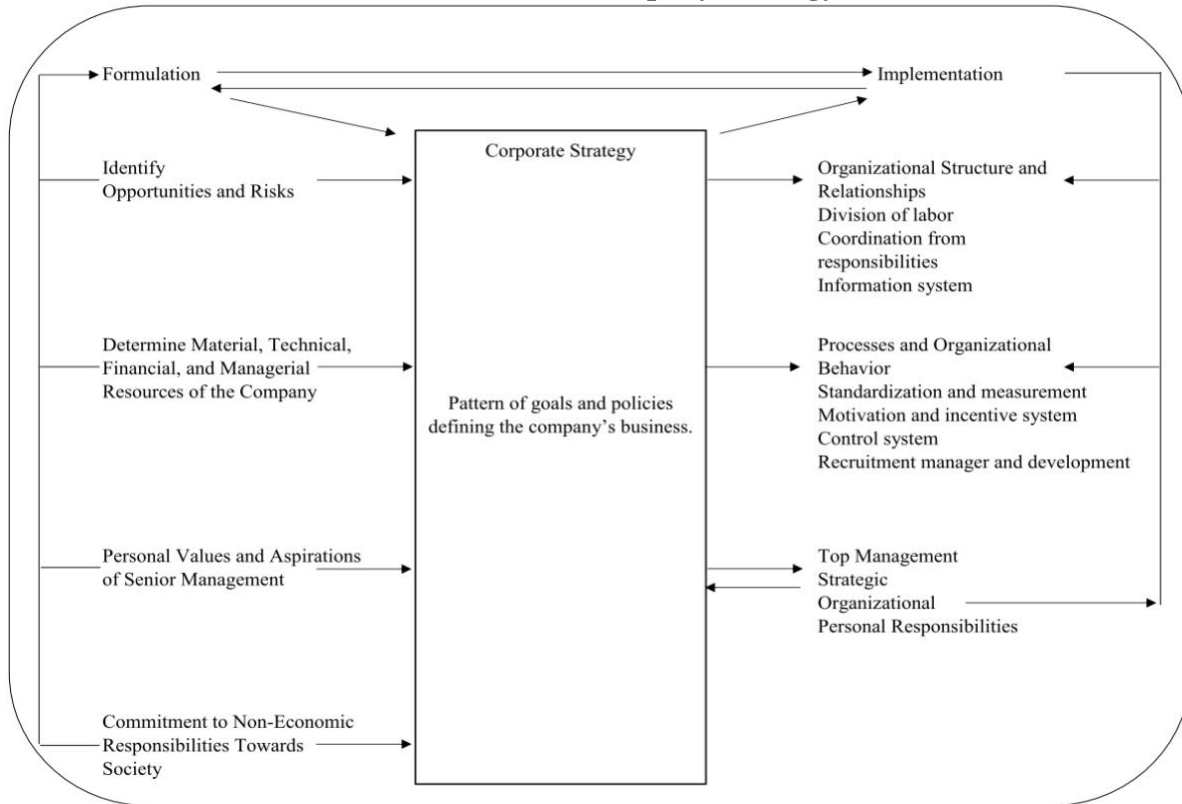 Formulation
Implementation
Corporate Strategy
Identify
Opportunities and Risks
Organizational Structure and
Relationships
Division of labor
Coordination from
responsibilities
Information system
Determine Material, Technical,
Financial, and Managerial
Resources of the Company
Pattern of goals and policies
defining the company's business.
Processes and Organizational
Behavior
Standardization and measurement
Motivation and incentive system
Control system
Recruitment manager and development
Personal Values and Aspirations
of Senior Management
Top Management
Strategic
Organizational
Personal Responsibilities
Commitment to Non-Economic
Responsibilities Towards
Society